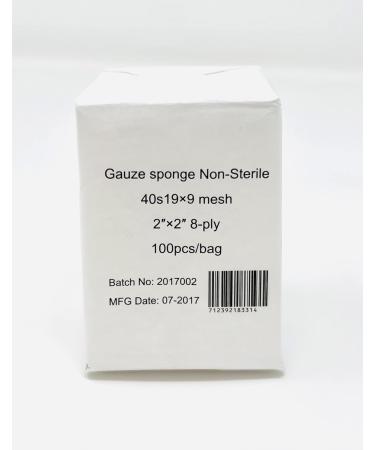 Gauze sponge Non-Sterile
40s19×9 mesh
2″×2″ 8-ply
100pcs/bag
Batch No: 2017002
MFG Date: 07-2017
712392183314